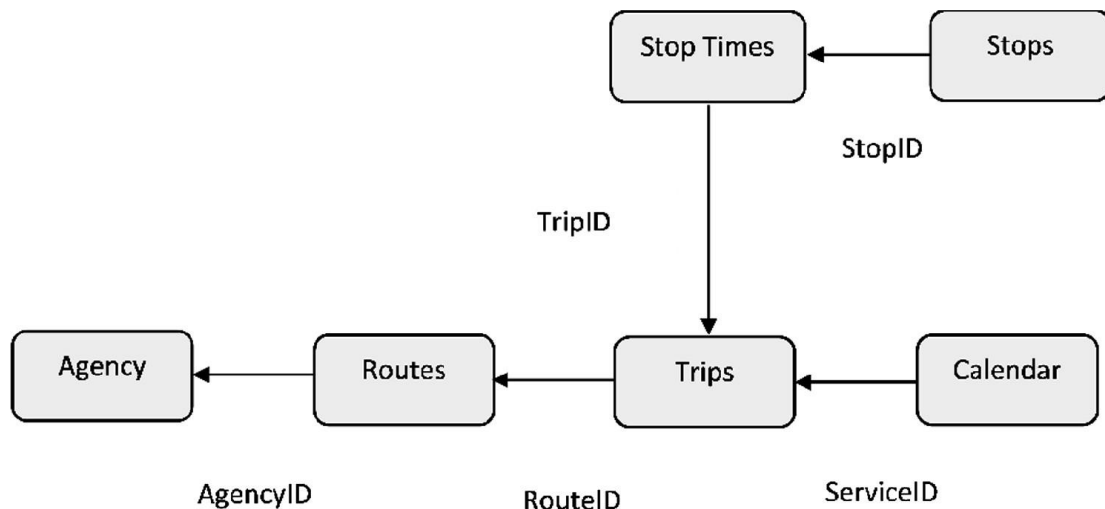 Stop Times
Stops
StopID
TripID
Agency
Routes
Trips
Calendar
AgencyID
RouteID
ServiceID